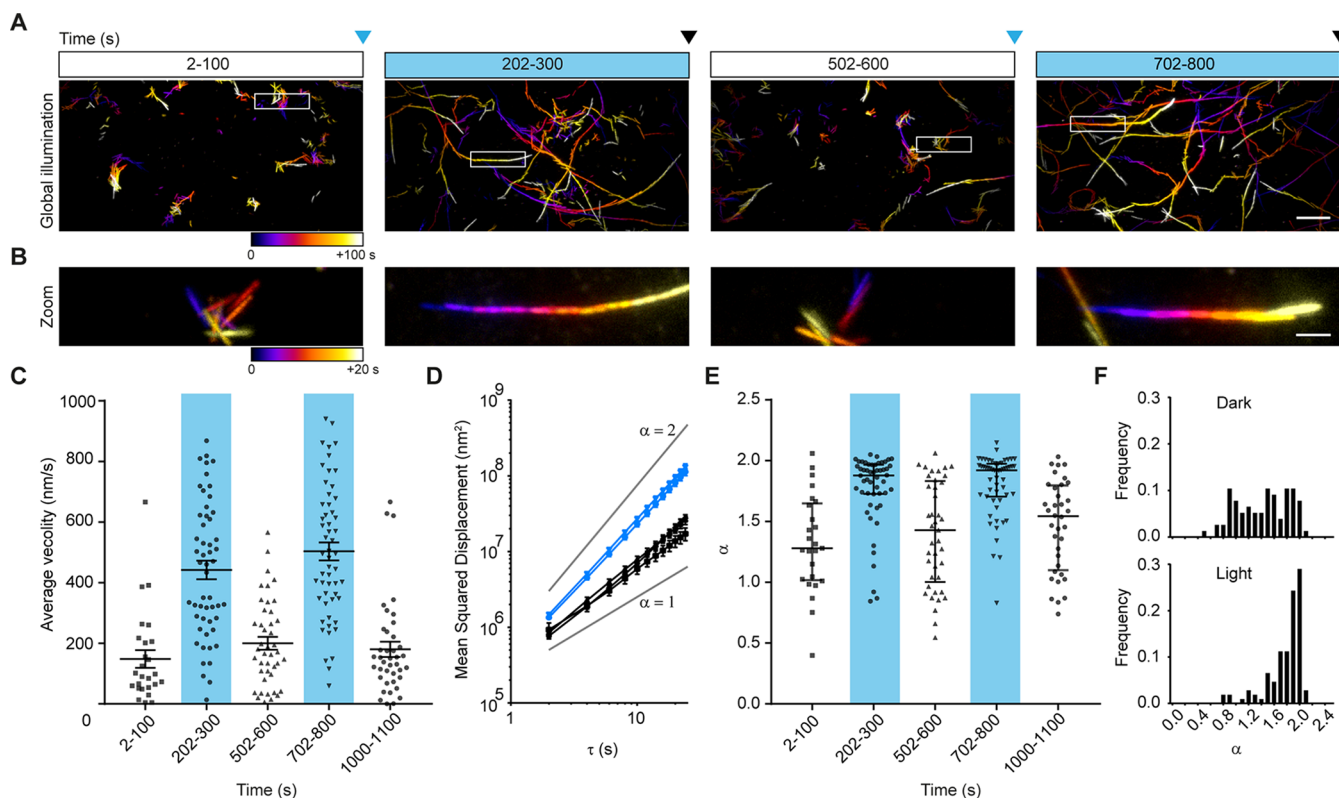 A
Time (s)
2-100
202-300
502-600
702-800
Global illumination
0
+100 s
B
Zoom
0
+20 s
C
D
E
F
1000
800
600
400
200
0
Average vecolity (nm/s)
2-100
202-300
502-600
702-800
1000-1100
Time (s)
10⁹
10⁸
10⁷
10⁶
10⁵
Mean Squared Displacement (nm²)
α = 2
α = 1
1
10
τ (s)
2.5
2.0
1.5
1.0
0.5
0.0
α
2-100
202-300
502-600
702-800
1000-1100
Time (s)
Dark
0.3
0.2
0.1
0.0
Frequency
Light
0.3
0.2
0.1
0.0
Frequency
0.0
0.4
0.8
1.2
1.6
2.0
2.4
α